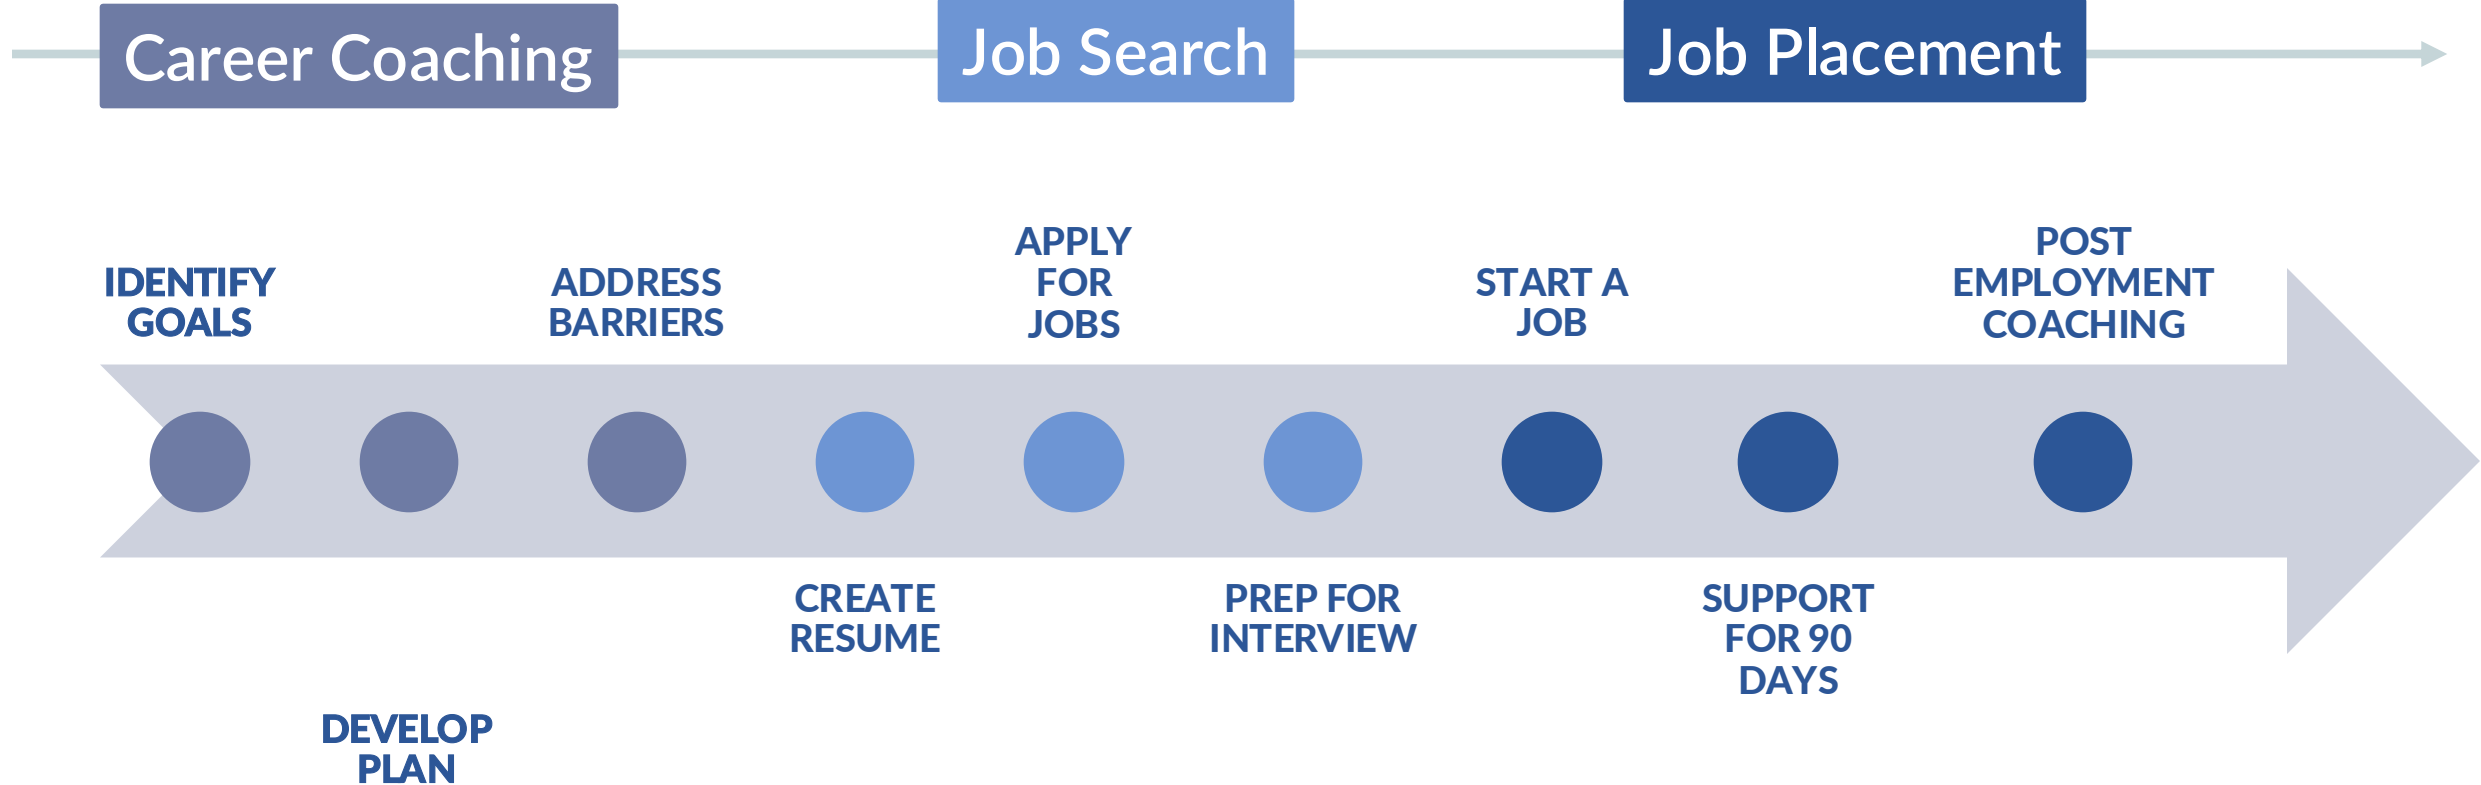 Career Coaching
Job Search
Job Placement
IDENTIFY
GOALS
DEVELOP
PLAN
ADDRESS
BARRIERS
CREATE
RESUME
APPLY
FOR
JOBS
PREP FOR
INTERVIEW
START A
JOB
SUPPORT
FOR 90
DAYS
POST
EMPLOYMENT
COACHING